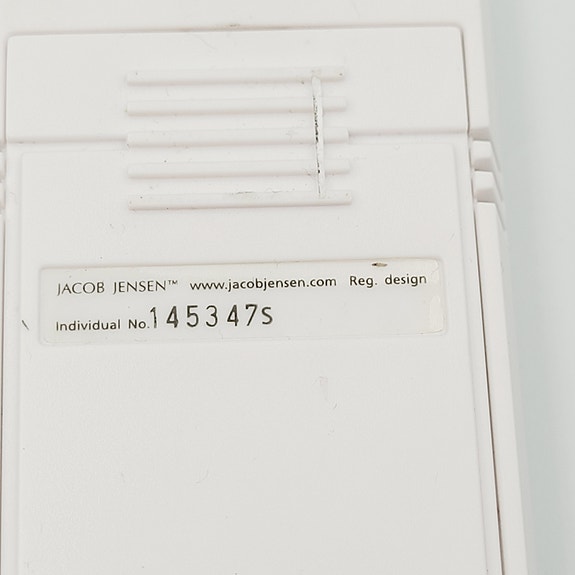 JACOB JENSEN™ www.jacobjensen.com Reg. design
Individual No. 145347S